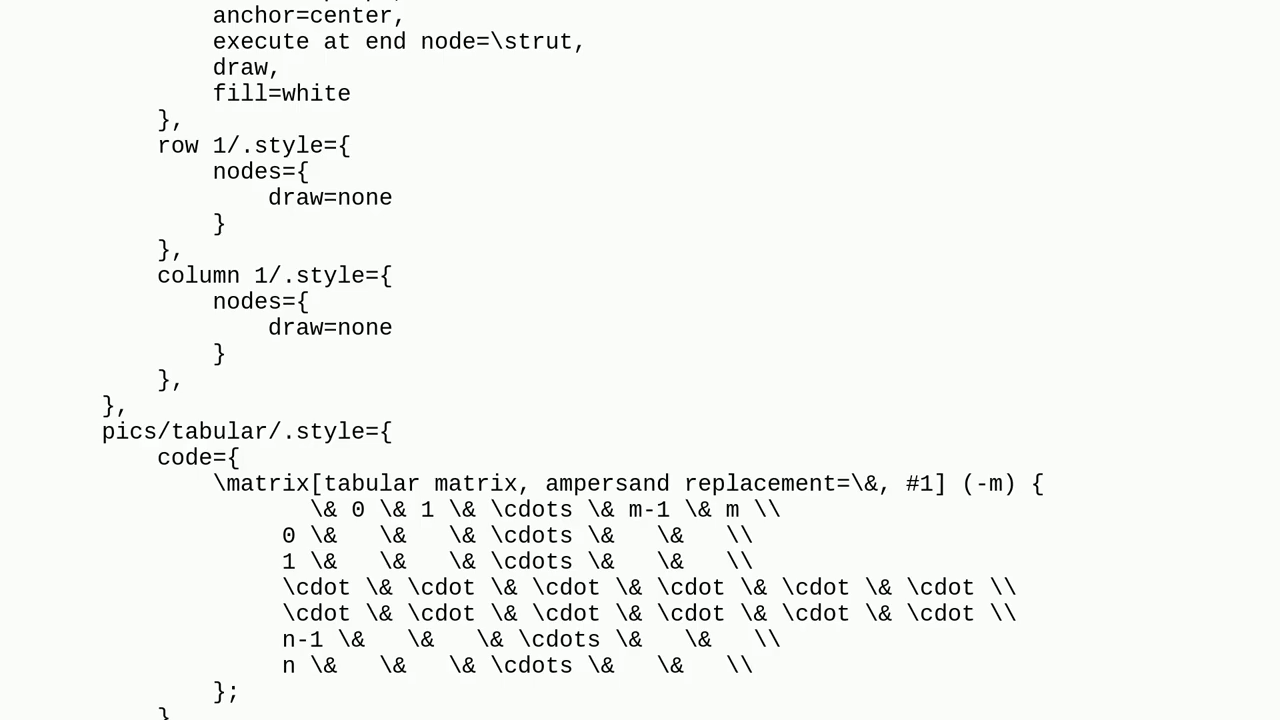 anchor=center,
execute at end node=\strut,
draw,
fill=white
},
row 1/.style={
nodes={
draw=none
}
},
column 1/.style={
nodes={
draw=none
}
},
},
pics/tabular/.style={
code={
\matrix[tabular matrix, ampersand replacement=\&, #1] (-m) {
\& 0 \& 1 \& \cdots \& m-1 \& m \\
0 \&   \&   \& \cdots \&   \&   \\
1 \&   \&   \& \cdots \&   \&   \\
\cdot \& \cdot \& \cdot \& \cdot \& \cdot \& \cdot \\
\cdot \& \cdot \& \cdot \& \cdot \& \cdot \& \cdot \\
n-1 \&   \&   \& \cdots \&   \&   \\
n \&   \&   \& \cdots \&   \&   \\
};
}